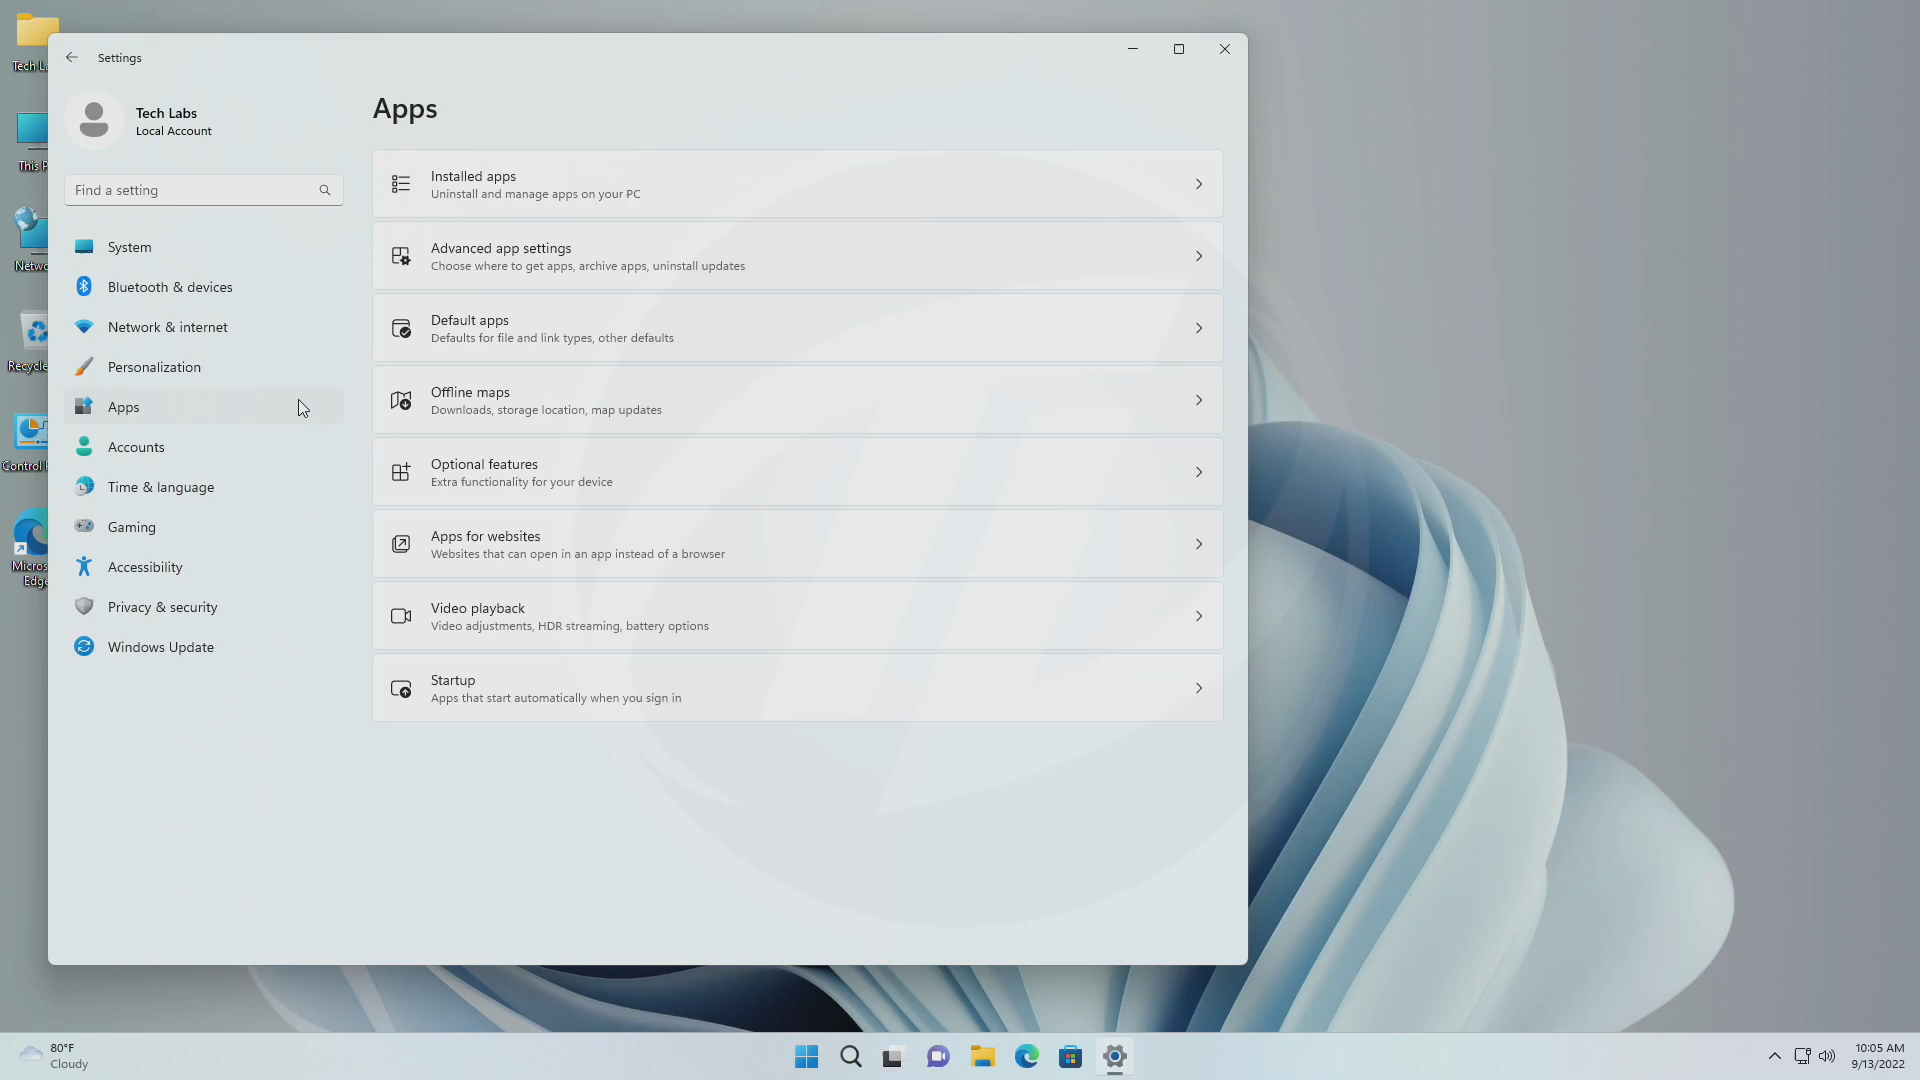 Settings
Tech Labs
Local Account
Find a setting
System
Bluetooth & devices
Network & internet
Personalization
Apps
Accounts
Time & language
Gaming
Accessibility
Privacy & security
Windows Update
Apps
Installed apps
Uninstall and manage apps on your PC
Advanced app settings
Choose where to get apps, archive apps, uninstall updates
Default apps
Defaults for file and link types, other defaults
Offline maps
Downloads, storage location, map updates
Optional features
Extra functionality for your device
Apps for websites
Websites that can open in an app instead of a browser
Video playback
Video adjustments, HDR streaming, battery options
Startup
Apps that start automatically when you sign in
Tech
This
Recycle
Control
Edge
80°F
Cloudy
10:05 AM
9/13/2022